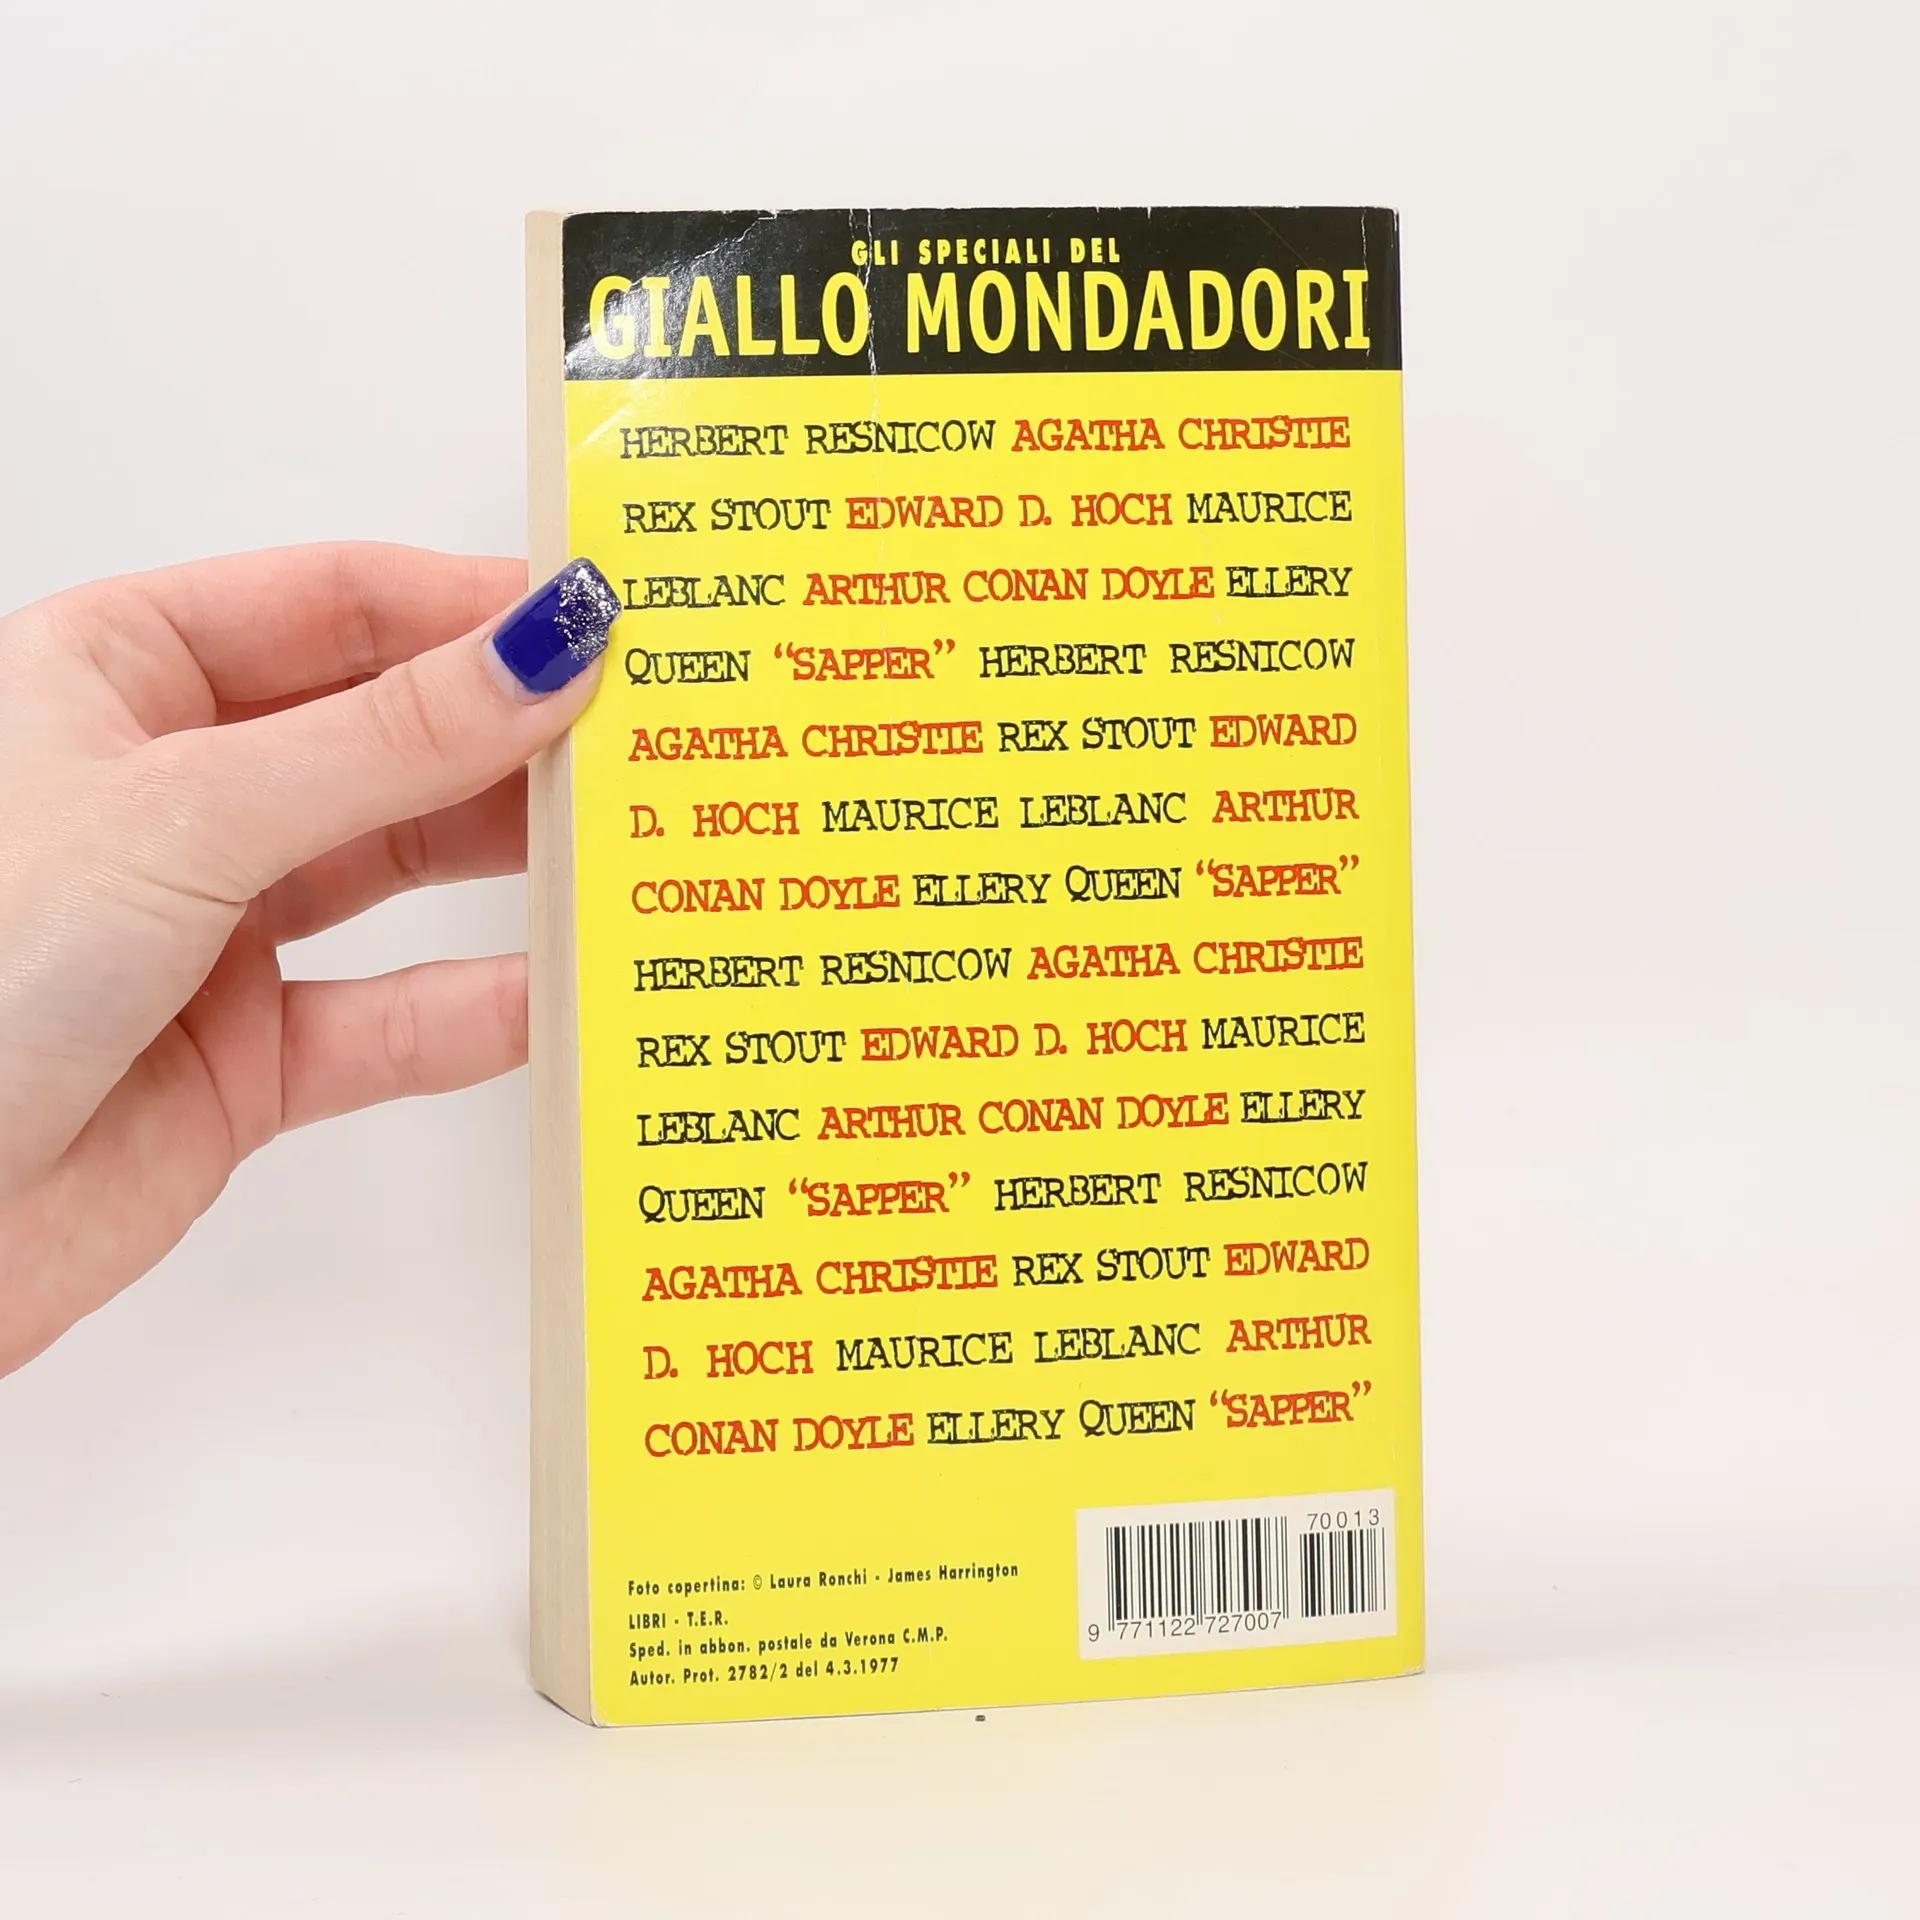 GLI SPECIALI DEL
GIALLO MONDADORI
HERBERT RESNICOW AGATHA CHRISTIE
REX STOUT EDWARD D. HOCH MAURICE
LEBLANC ARTHUR CONAN DOYLE ELLERY
QUEEN “SAPPER” HERBERT RESNICOW
AGATHA CHRISTIE REX STOUT EDWARD
D. HOCH MAURICE LEBLANC ARTHUR
CONAN DOYLE ELLERY QUEEN “SAPPER”
HERBERT RESNICOW AGATHA CHRISTIE
REX STOUT EDWARD D. HOCH MAURICE
LEBLANC ARTHUR CONAN DOYLE ELLERY
QUEEN “SAPPER” HERBERT RESNICOW
AGATHA CHRISTIE REX STOUT EDWARD
D. HOCH MAURICE LEBLANC ARTHUR
CONAN DOYLE ELLERY QUEEN “SAPPER”
Foto copertina: © Laura Ronchi - James Harrington
LIBRI - T.E.R.
Sped. in abbon. postale da Verona C.M.P.
Autor. Prot. 2782/2 del 4.3.1977
70013
9 771122 727007